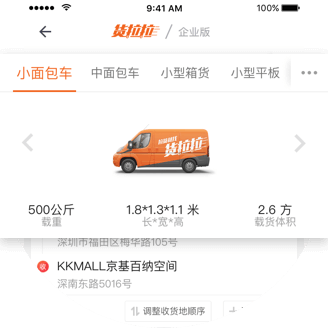 9:41 AM
100%
货拉拉 / 企业版
小面包车 中面包车 小型箱货 小型平板
货拉拉
500公斤 1.8*1.3*1.1 米 2.6 方
载重 长*宽*高 载货体积
深圳市福田区梅华路105号
收 KKMALL京基百纳空间
深南东路5016号
调整收货地顺序